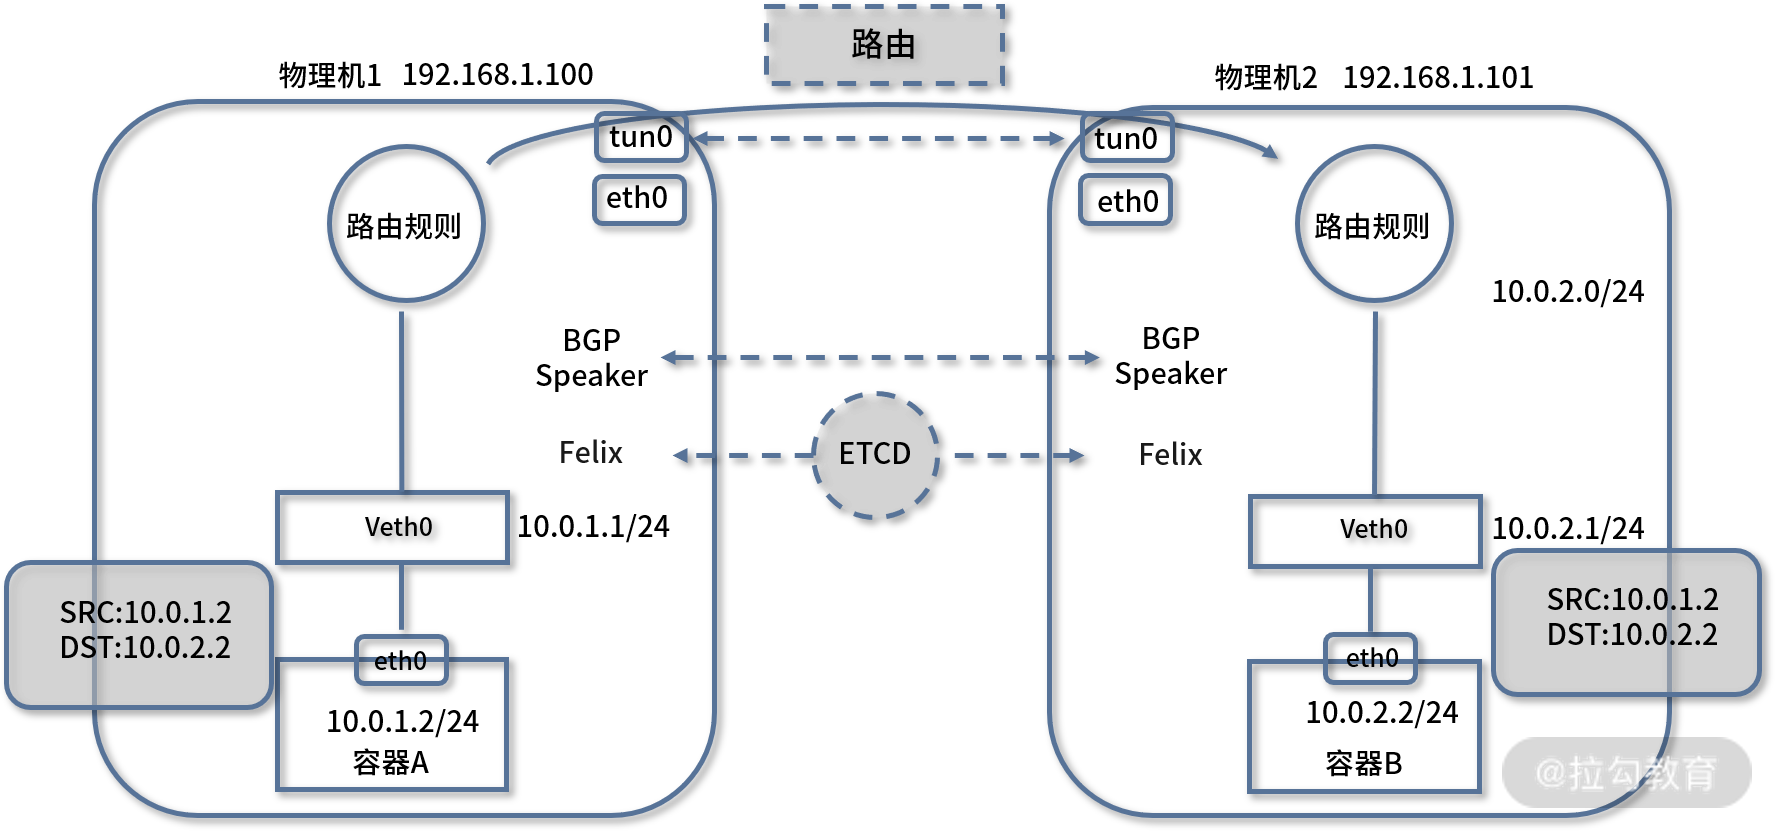 路由
物理机1 192.168.1.100
物理机2 192.168.1.101
tun0
tun0
eth0
eth0
路由规则
路由规则
10.0.2.0/24
BGP
Speaker
BGP
Speaker
Felix
ETCD
Felix
Veth0
10.0.1.1/24
Veth0
10.0.2.1/24
SRC:10.0.1.2
DST:10.0.2.2
SRC:10.0.1.2
DST:10.0.2.2
eth0
eth0
10.0.1.2/24
容器A
10.0.2.2/24
容器B
@拉勾教育